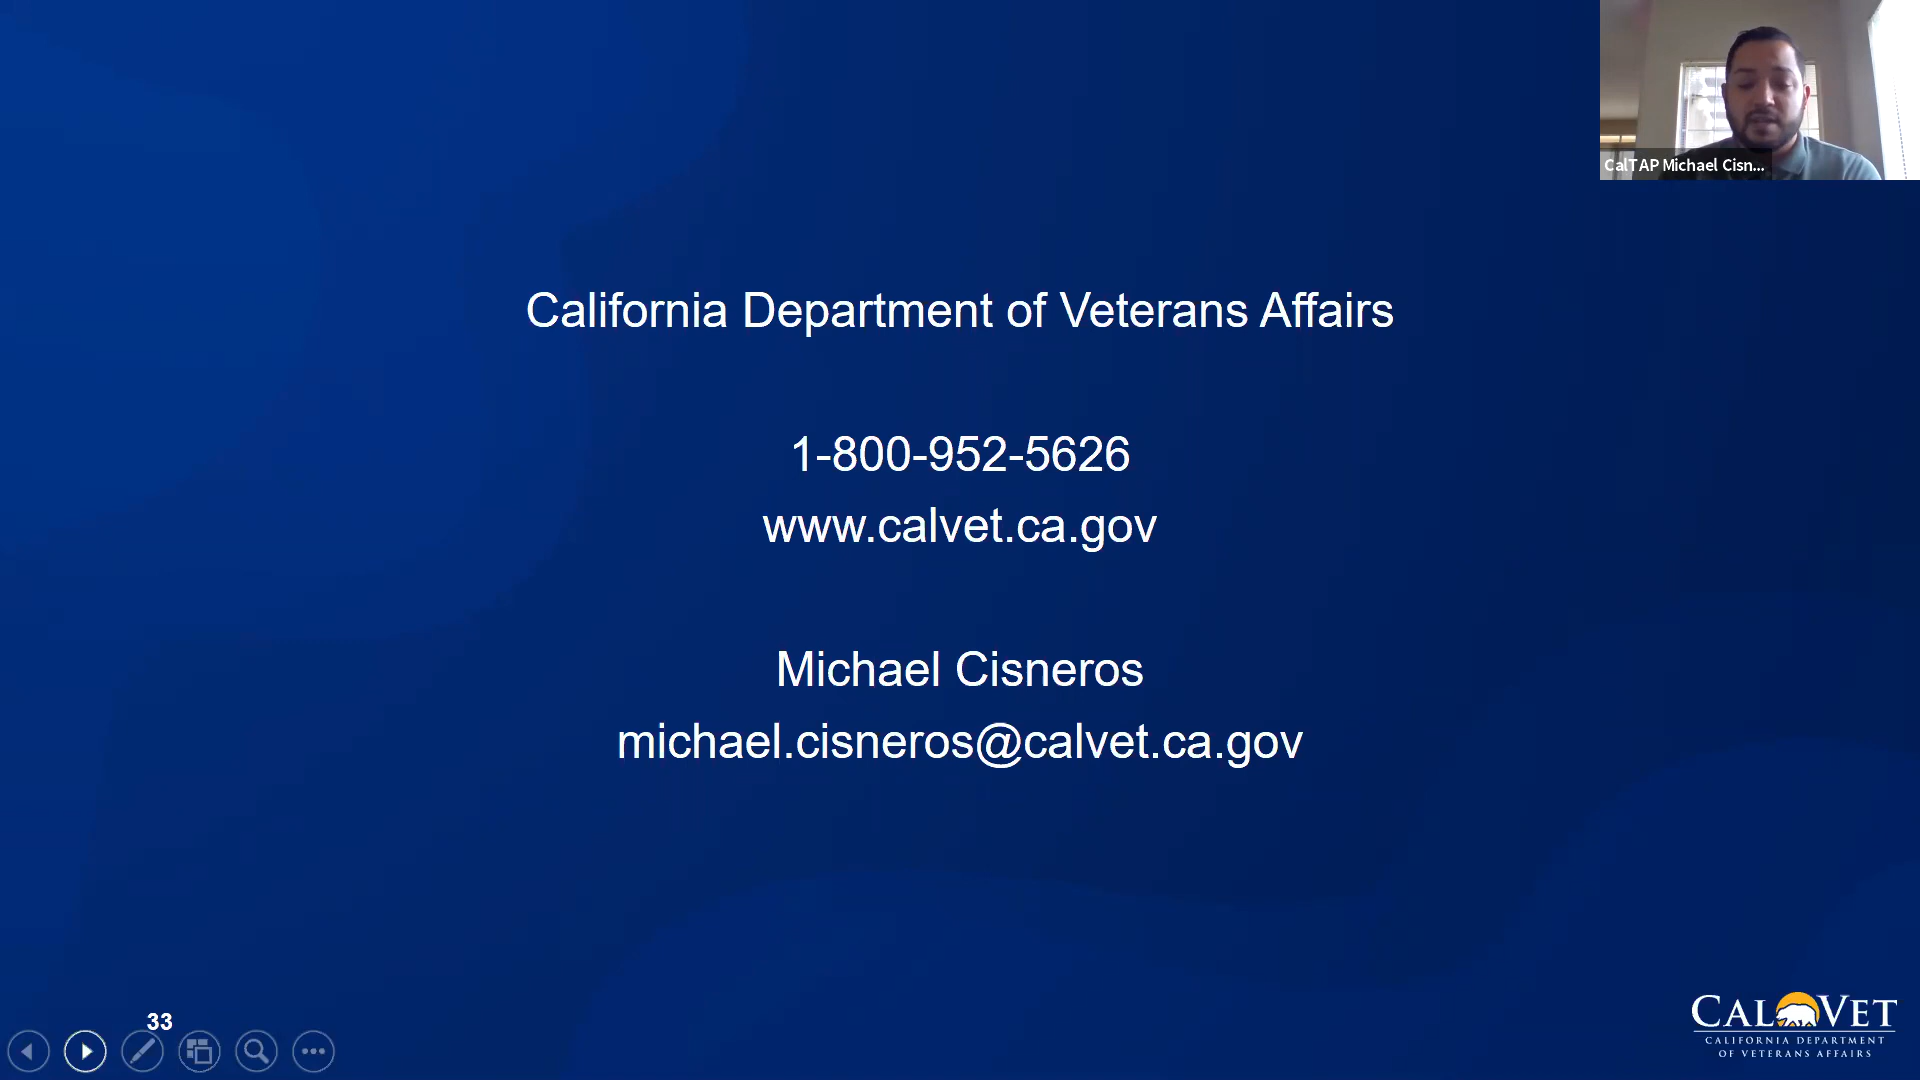 CalTAP Michael Cisn...
California Department of Veterans Affairs
1-800-952-5626
www.calvet.ca.gov
Michael Cisneros
michael.cisneros@calvet.ca.gov
33
CALVET
CALIFORNIA DEPARTMENT
OF VETERANS AFFAIRS